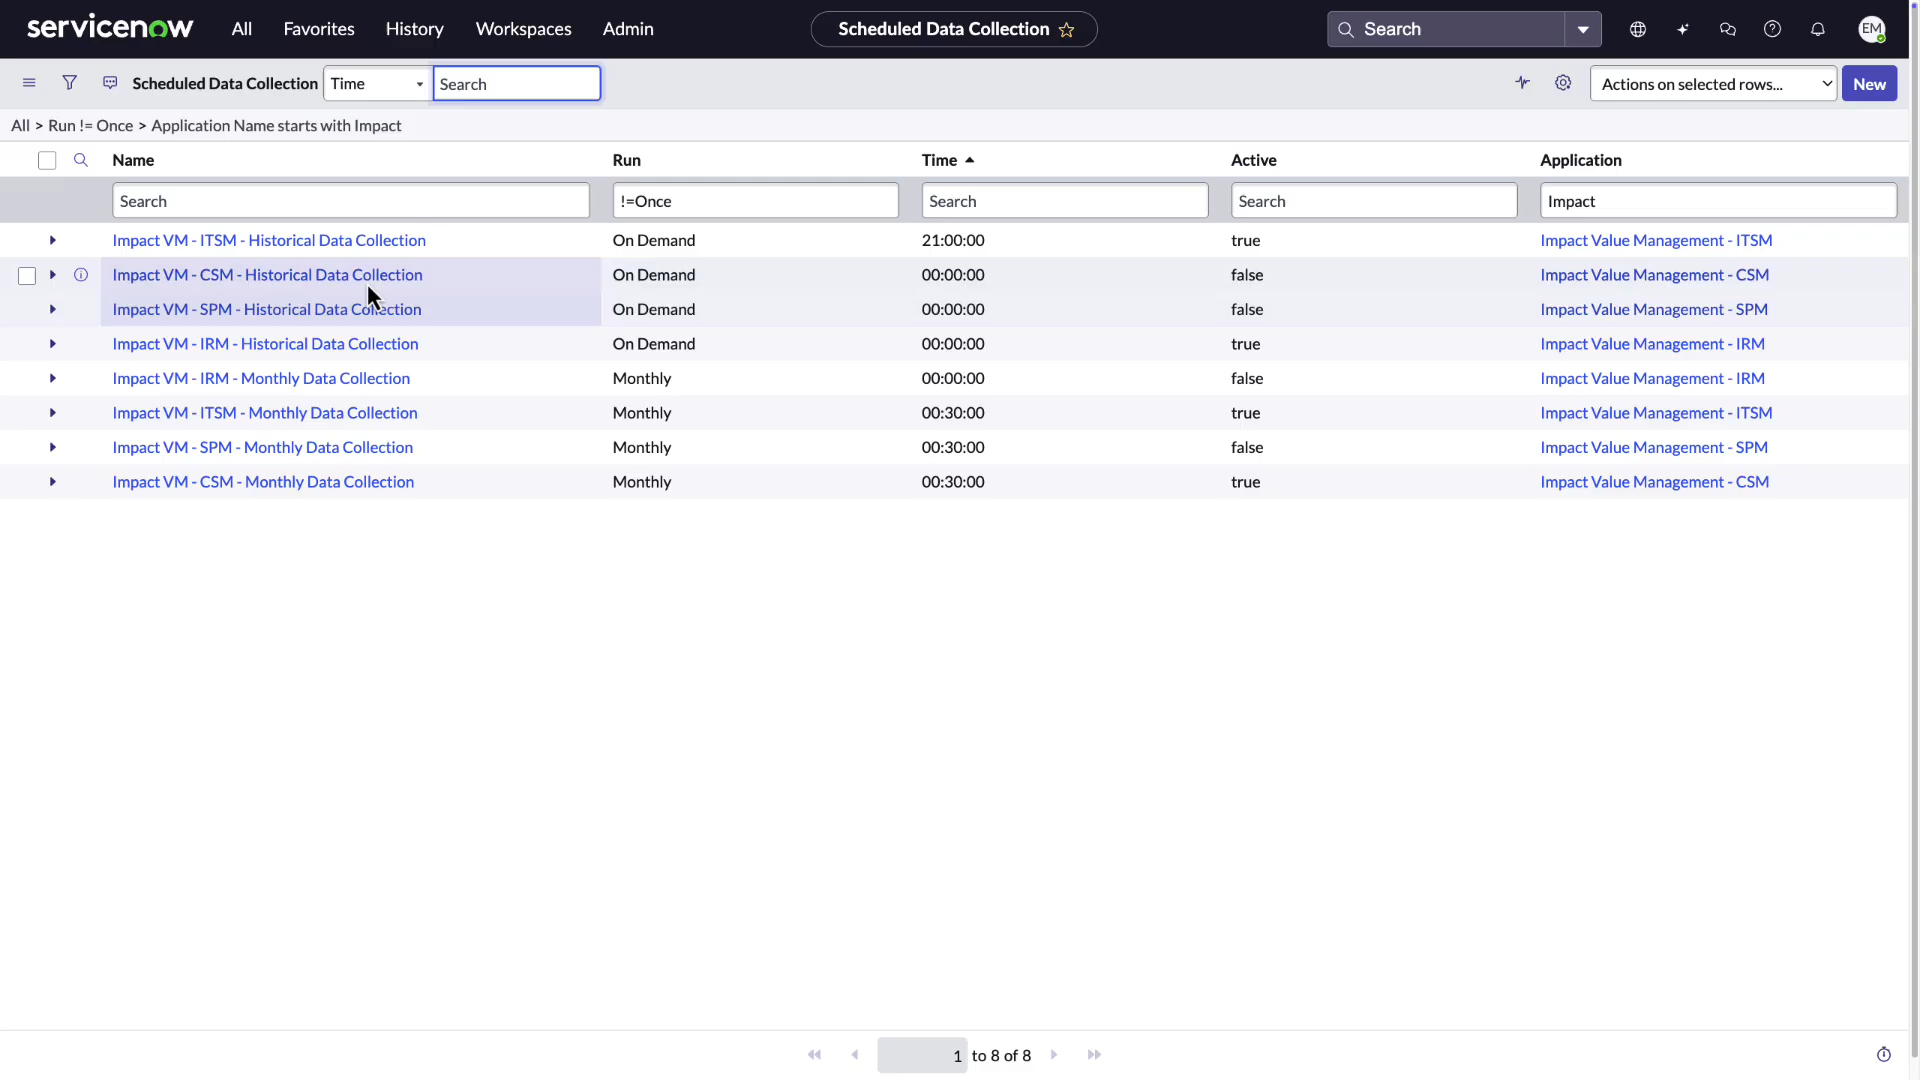 servicenow All Favorites History Workspaces Admin Scheduled Data Collection Search EM
Scheduled Data Collection Time Search Actions on selected rows... New
All > Run != Once > Application Name starts with Impact
Name Run Time Active Application
Search !=Once Search Search Impact
Impact VM - ITSM - Historical Data Collection On Demand 21:00:00 true Impact Value Management - ITSM
Impact VM - CSM - Historical Data Collection On Demand 00:00:00 false Impact Value Management - CSM
Impact VM - SPM - Historical Data Collection On Demand 00:00:00 false Impact Value Management - SPM
Impact VM - IRM - Historical Data Collection On Demand 00:00:00 true Impact Value Management - IRM
Impact VM - IRM - Monthly Data Collection Monthly 00:00:00 false Impact Value Management - IRM
Impact VM - ITSM - Monthly Data Collection Monthly 00:30:00 true Impact Value Management - ITSM
Impact VM - SPM - Monthly Data Collection Monthly 00:30:00 false Impact Value Management - SPM
Impact VM - CSM - Monthly Data Collection Monthly 00:30:00 true Impact Value Management - CSM
1 to 8 of 8